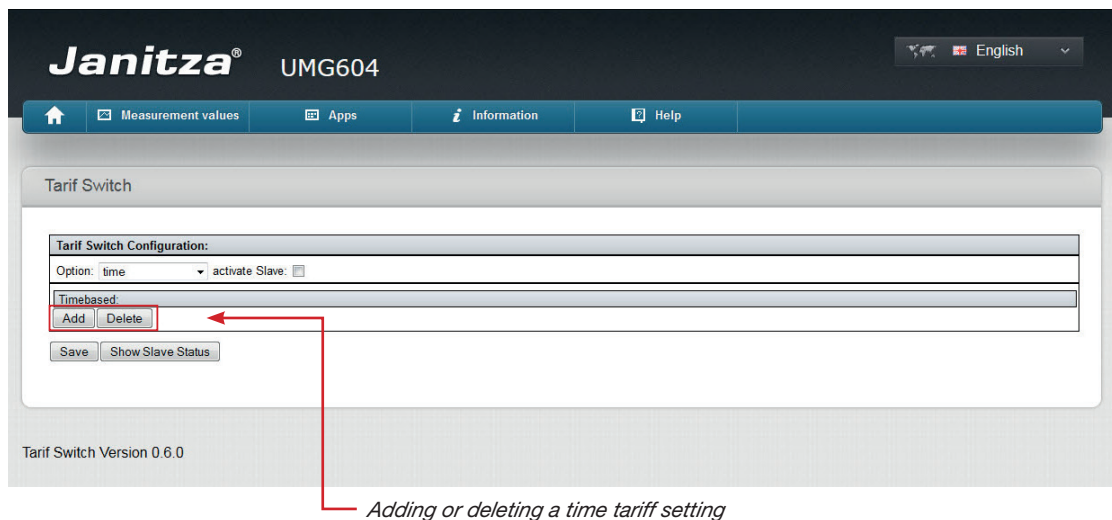 Janitza® UMG604
English
Measurement values Apps i Information Help
Tarif Switch
Tarif Switch Configuration:
Option: time activate Slave:
Timebased:
Add Delete
Save Show Slave Status
Tarif Switch Version 0.6.0
Adding or deleting a time tariff setting